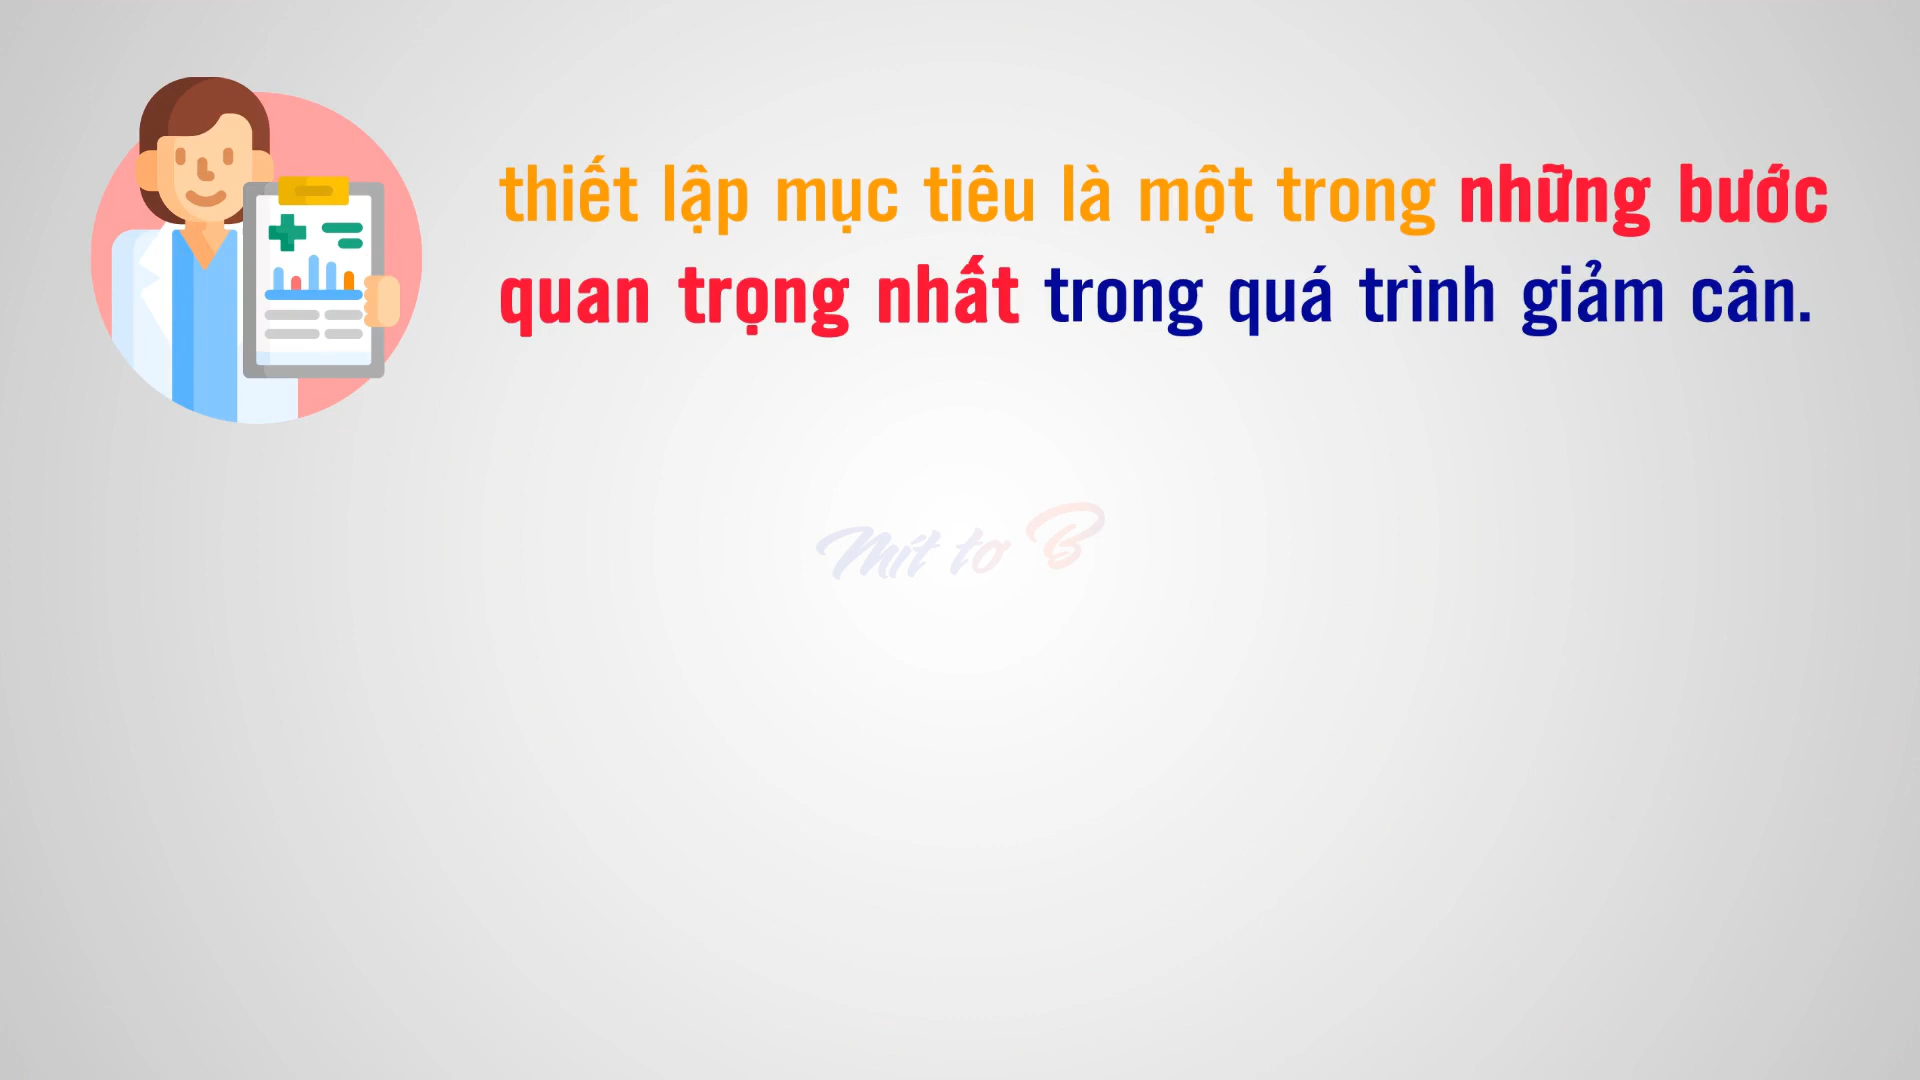 thiết lập mục tiêu là một trong những bước
quan trọng nhất trong quá trình giảm cân.
Mít tơ B